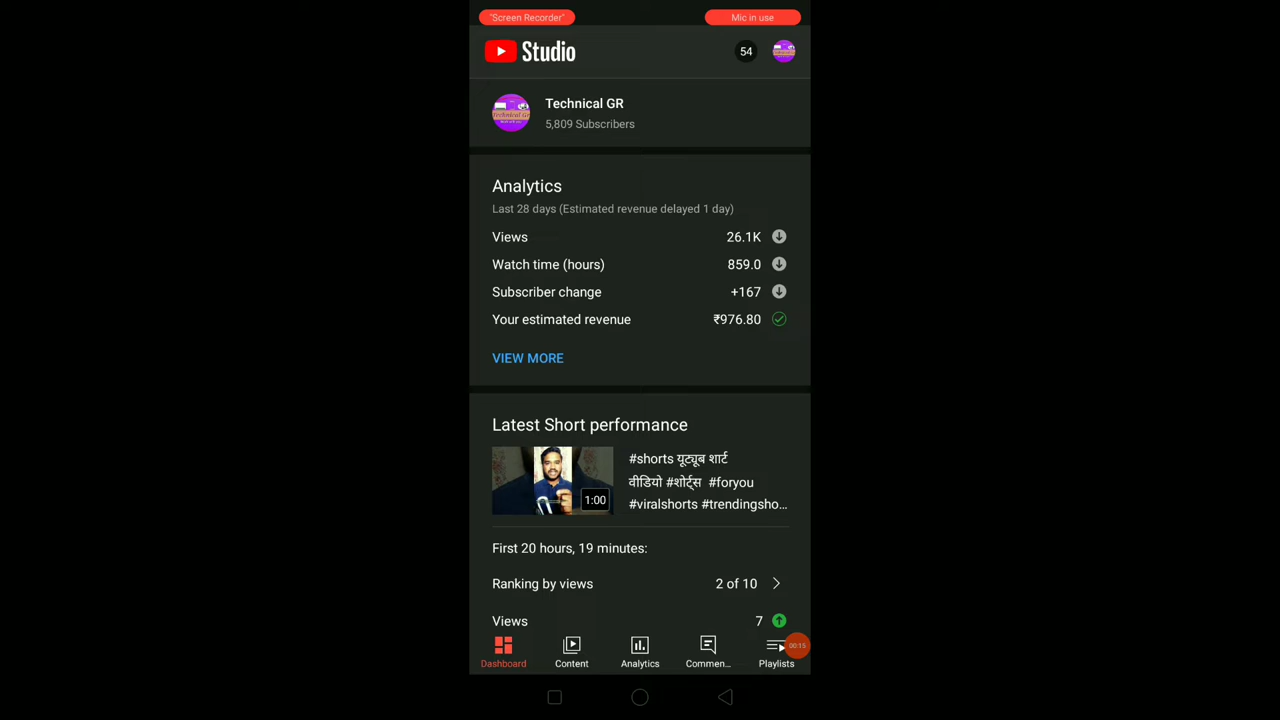 "Screen Recorder" Mic in use
Studio 54
Technical GR
5,809 Subscribers
Analytics
Last 28 days (Estimated revenue delayed 1 day)
Views 26.1K
Watch time (hours) 859.0
Subscriber change +167
Your estimated revenue ₹976.80
VIEW MORE
Latest Short performance
#shorts यूट्यूब शार्ट
वीडियो #शोर्ट्स #foryou
#viralshorts #trendingsho...
1:00
First 20 hours, 19 minutes:
Ranking by views 2 of 10
Views 7
00:15
Dashboard Content Analytics Commen... Playlists